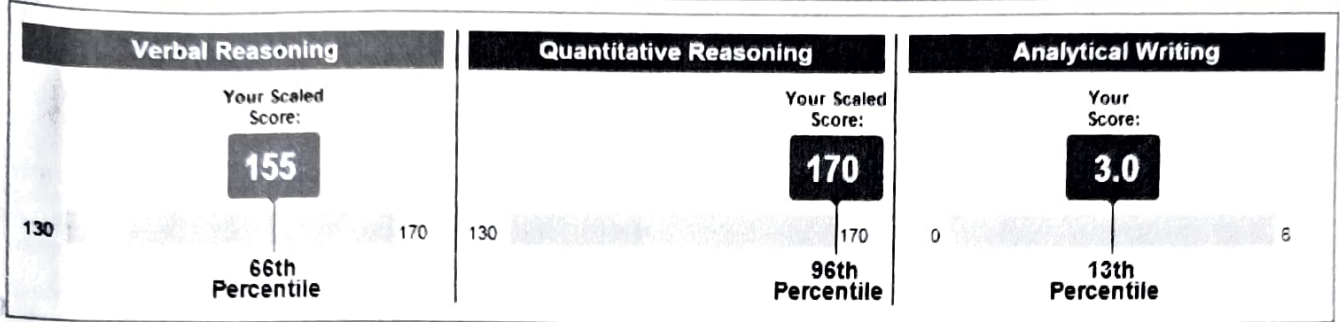 Verbal Reasoning
Your Scaled
Score:
155
130
170
66th
Percentile
Quantitative Reasoning
Your Scaled
Score:
170
130
170
96th
Percentile
Analytical Writing
Your
Score:
3.0
0
6
13th
Percentile